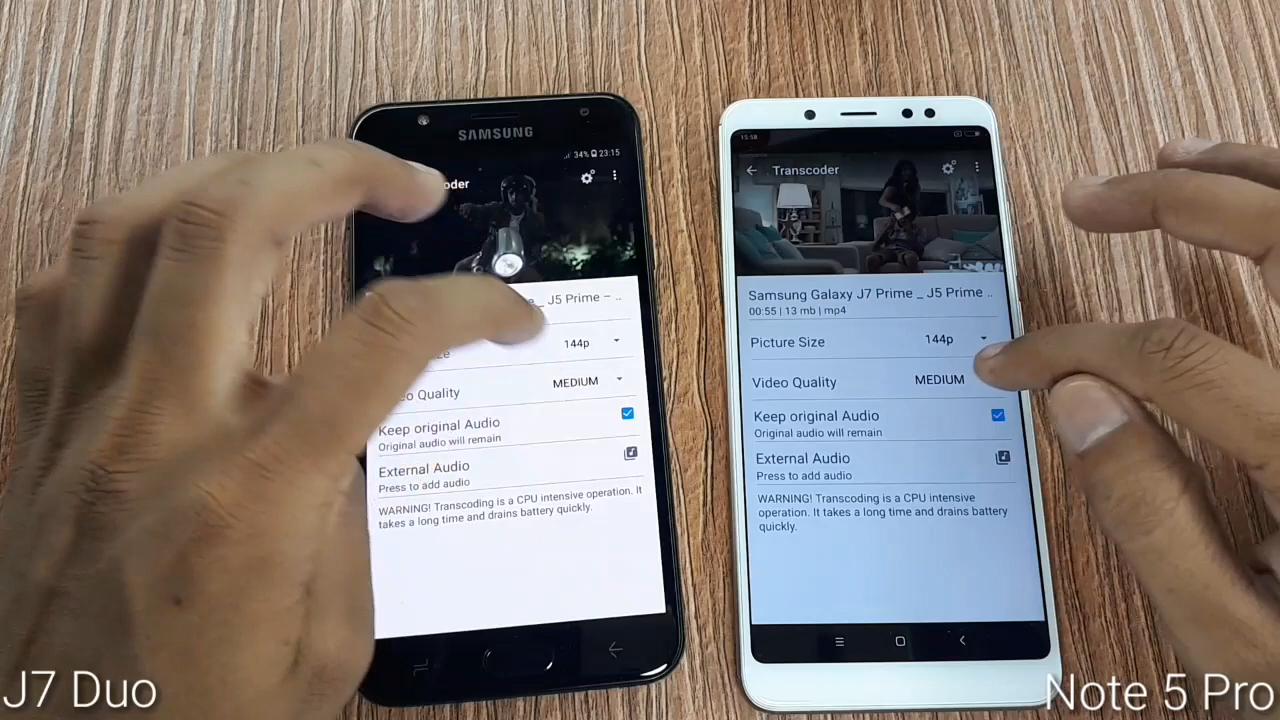 SAMSUNG
34% 23:15
oder
_ J5 Prime – ..
144p
Quality
MEDIUM
Keep original Audio
Original audio will remain
External Audio
Press to add audio
WARNING! Transcoding is a CPU intensive operation. It
takes a long time and drains battery quickly.
15:58
Transcoder
Samsung Galaxy J7 Prime _ J5 Prime ..
00:55 | 13 mb | mp4
Picture Size
144p
Video Quality
MEDIUM
Keep original Audio
Original audio will remain
External Audio
Press to add audio
WARNING! Transcoding is a CPU intensive
operation. It takes a long time and drains battery
quickly.
J7 Duo
Note 5 Pro